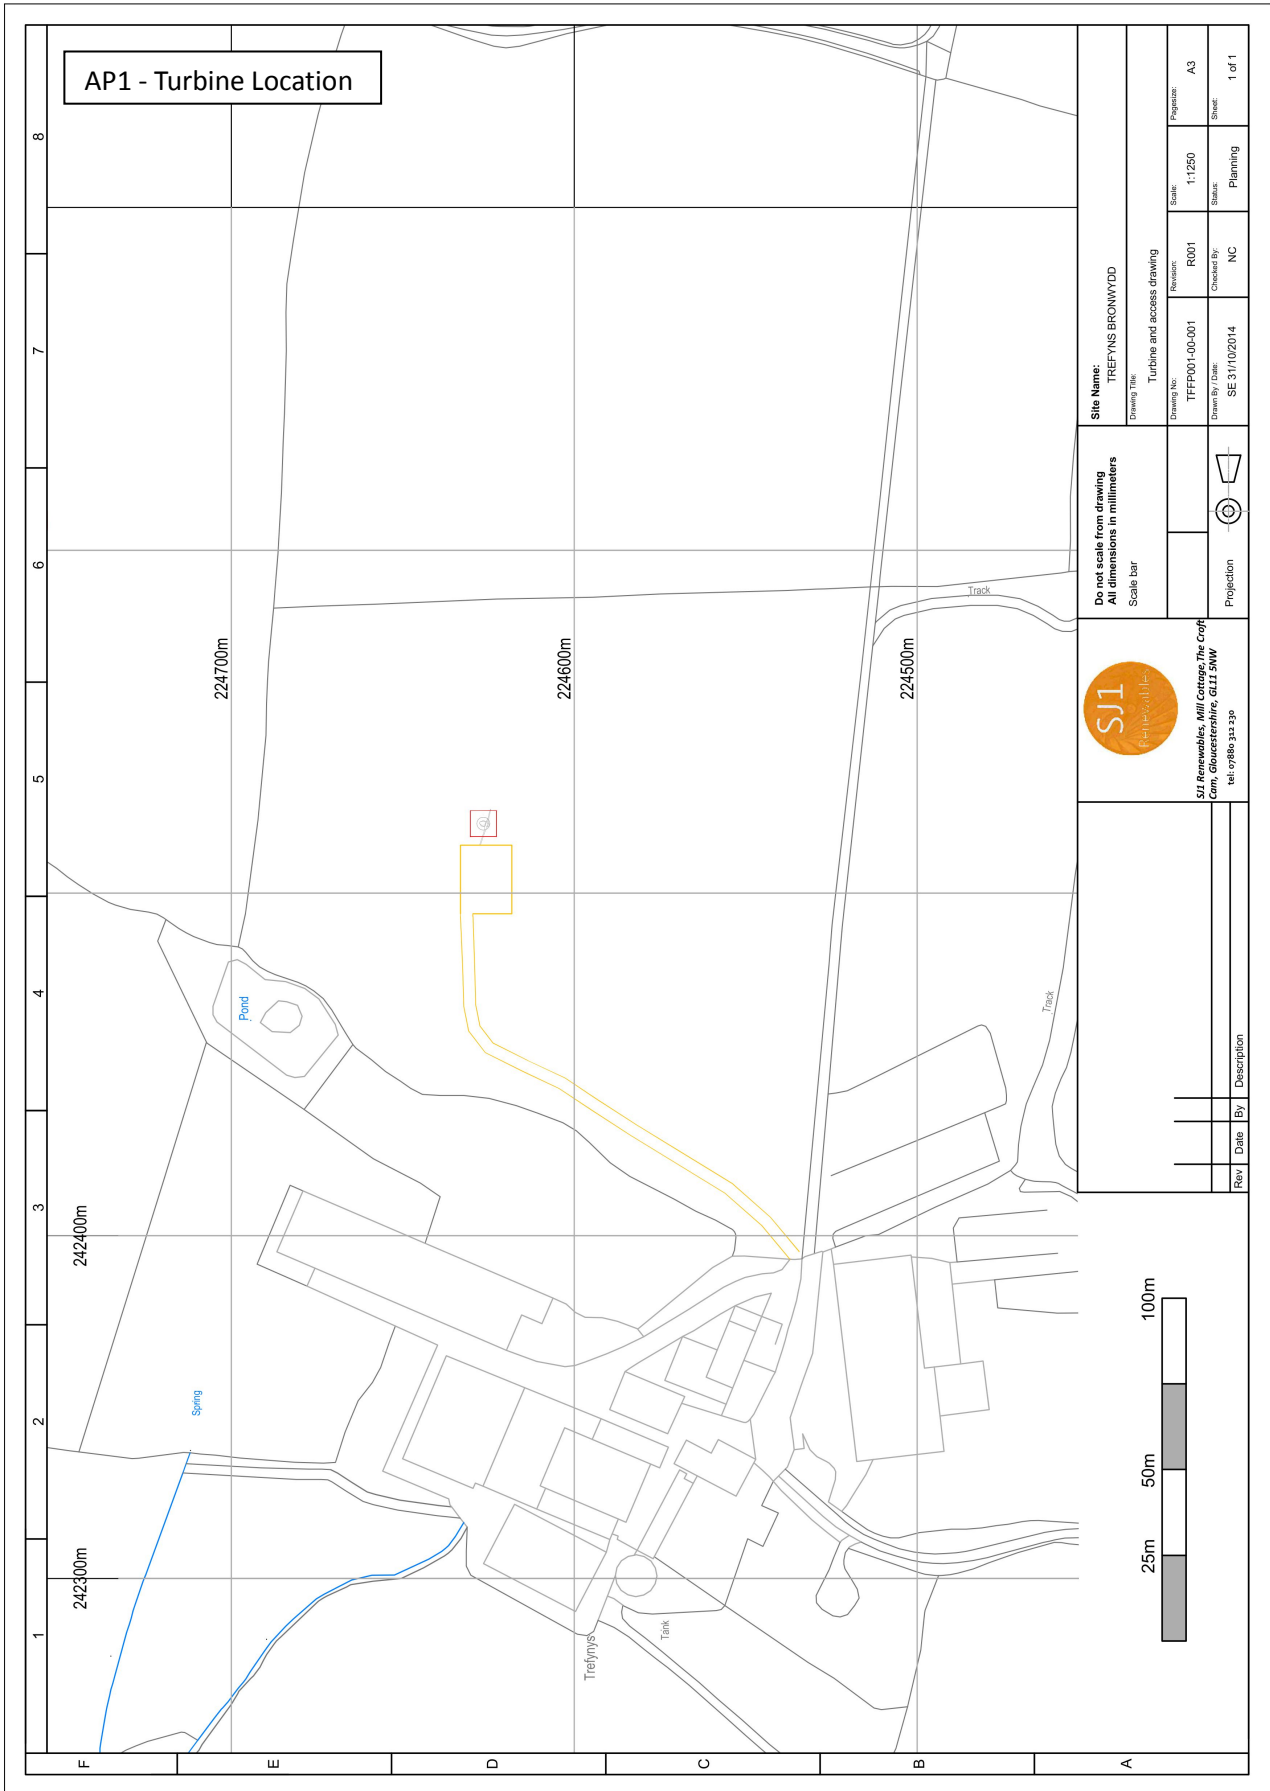 AP1 - Turbine Location
8
7
6
5
4
3
2
1
F
E
D
C
B
A
224700m
224600m
224500m
242400m
242300m
Pond
Spring
Track
Track
Tank
Trefynys
25m
50m
100m
Site Name:
TREFYNS BRONWYDD
Drawing Title:
Turbine and access drawing
Drawing No:
TFFP001-00-001
Revision:
R001
Scale:
1:1250
Pagesize:
A3
Drawn By / Date:
SE 31/10/2014
Checked By:
NC
Status:
Planning
Sheet:
1 of 1
Do not scale from drawing
All dimensions in millimeters
Scale bar
Projection
SJ1
Renewables
SJ1 Renewables, Mill Cottage,The Croft
Cam, Gloucestershire, GL11 5NW
tel: 07880 312 230
Rev
Date
By
Description